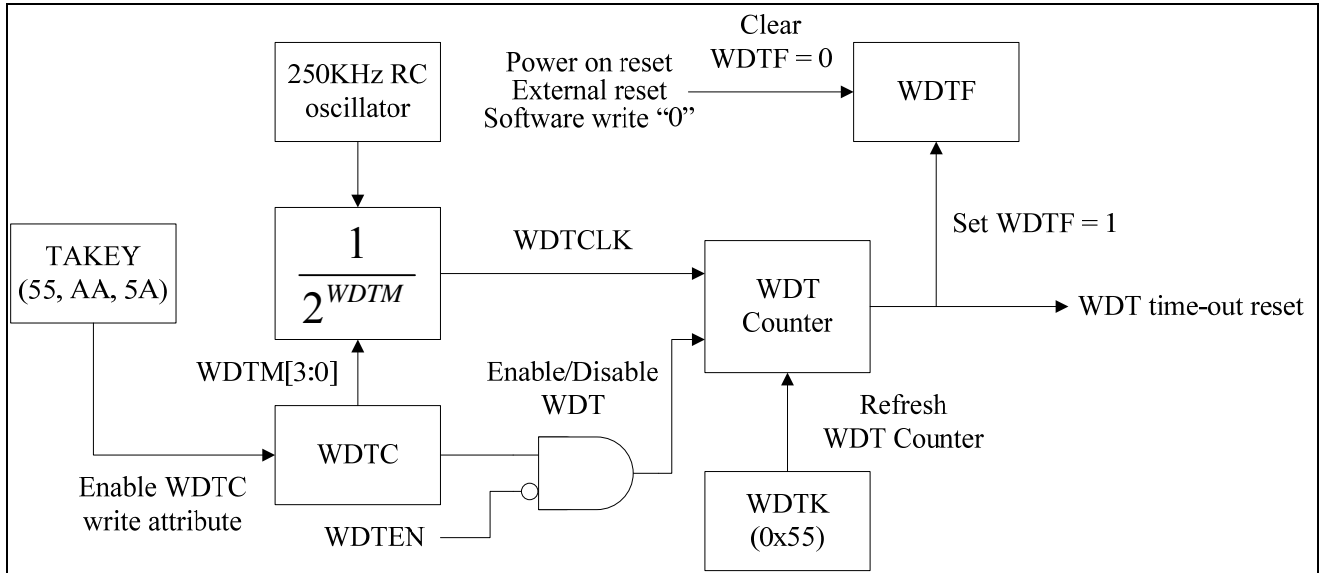 250KHz RC
oscillator
Power on reset
External reset
Software write “0”
Clear
WDTF = 0
WDTF
TAKEY
(55, AA, 5A)
1
2^WDTM
WDTCLK
WDT
Counter
Set WDTF = 1
WDT time-out reset
WDTM[3:0]
Enable/Disable
WDT
Refresh
WDT Counter
WDTC
Enable WDTC
write attribute
WDTEN
WDTK
(0x55)